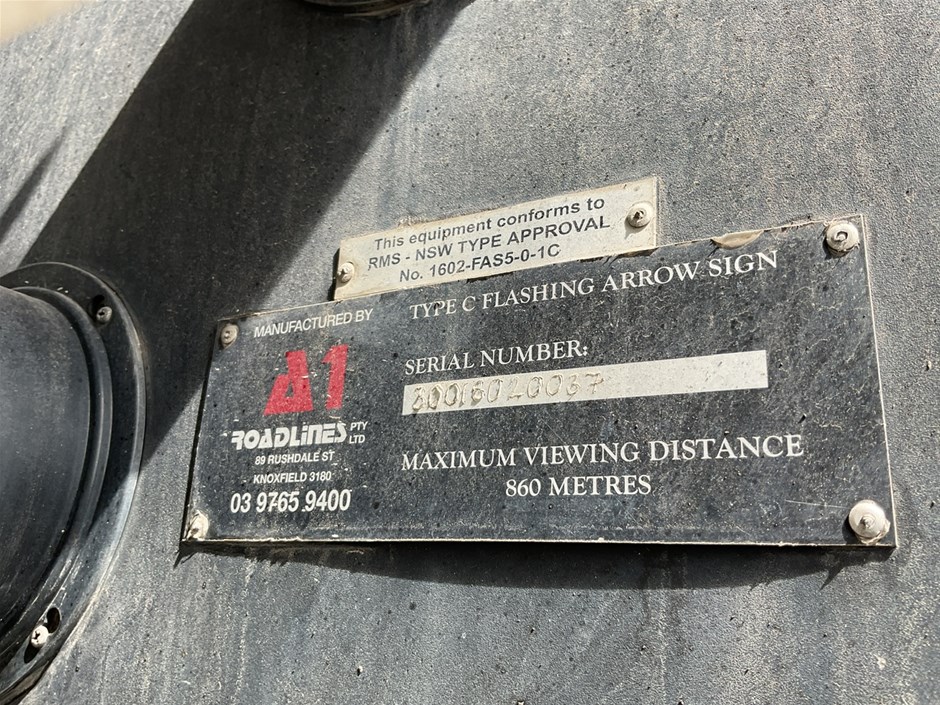 This equipment conforms to
RMS - NSW TYPE APPROVAL
No. 1602-FAS5-0-1C
TYPE C FLASHING ARROW SIGN
MANUFACTURED BY
A1
ROADLINES PTY LTD
89 RUSHDALE ST
KNOXFIELD 3180
03 9765 9400
SERIAL NUMBER:
MAXIMUM VIEWING DISTANCE
860 METRES